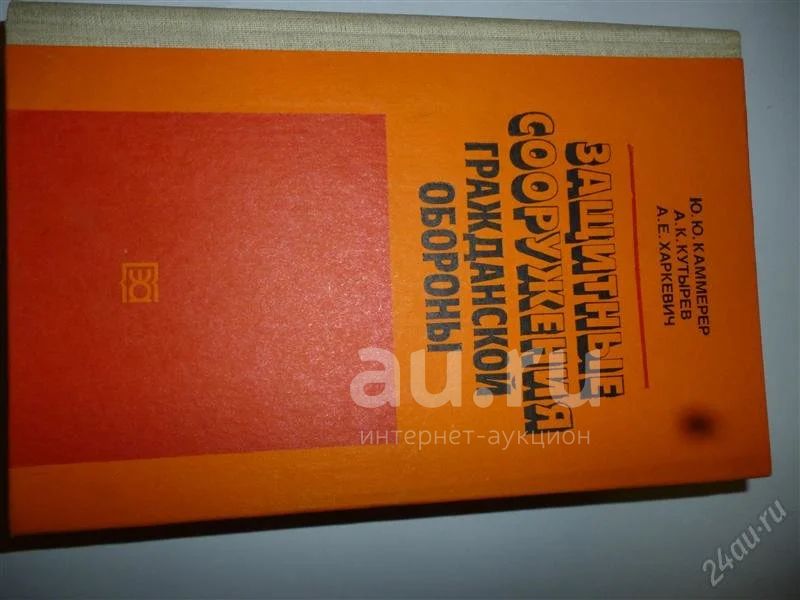 Ю.Ю.КАММЕРЕР
А.К.КУТЫРЕВ
А.Е.ХАРКЕВИЧ
ЗАЩИТНЫЕ
СООРУЖЕНИЯ
ГРАЖДАНСКОЙ
ОБОРОНЫ
au.ru
интернет-аукцион
24au.ru